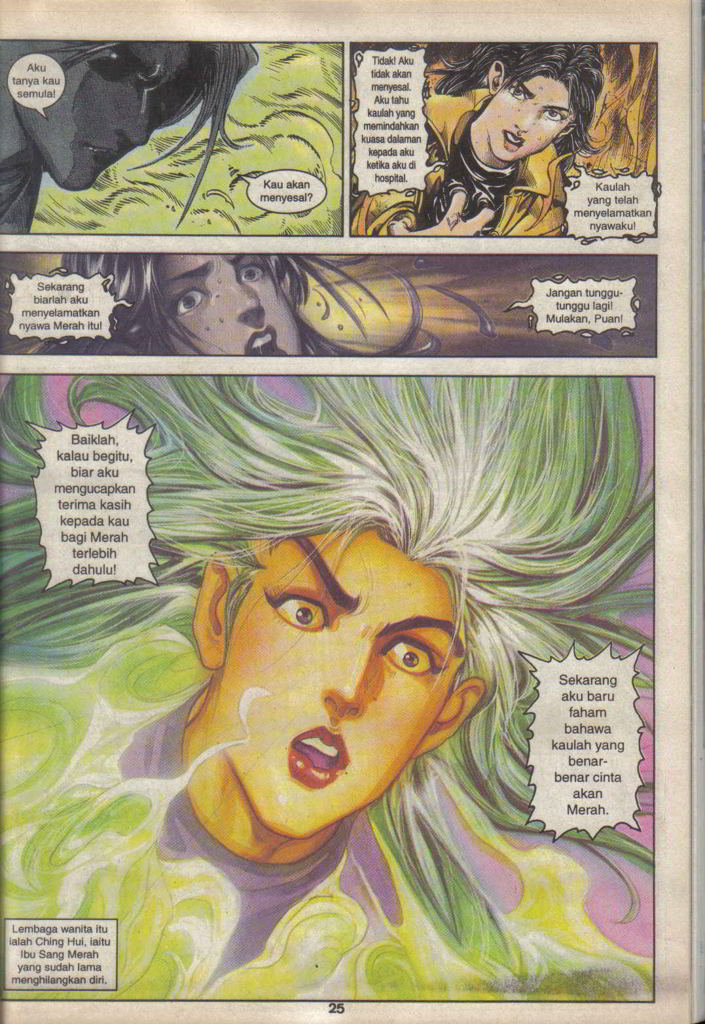 Aku
tanya kau
semula!
Kau akan
menyesal?
Tidak! Aku
tidak akan
menyesal.
Aku tahu
kaulah yang
memindahkan
kuasa dalaman
kepada aku
ketika aku di
hospital.
Kaulah
yang telah
menyelamatkan
nyawaku!
Sekarang
biarlah aku
menyelamatkan
nyawa Merah itu!
Jangan tunggu-
tunggu lagi!
Mulakan, Puan!
Baiklah,
kalau begitu,
biar aku
mengucapkan
terima kasih
kepada kau
bagi Merah
terlebih
dahulu!
Sekarang
aku baru
faham
bahawa
kaulah yang
benar-
benar cinta
akan
Merah.
Lembaga wanita itu
ialah Ching Hui, iaitu
Ibu Sang Merah
yang sudah lama
menghilangkan diri.
25